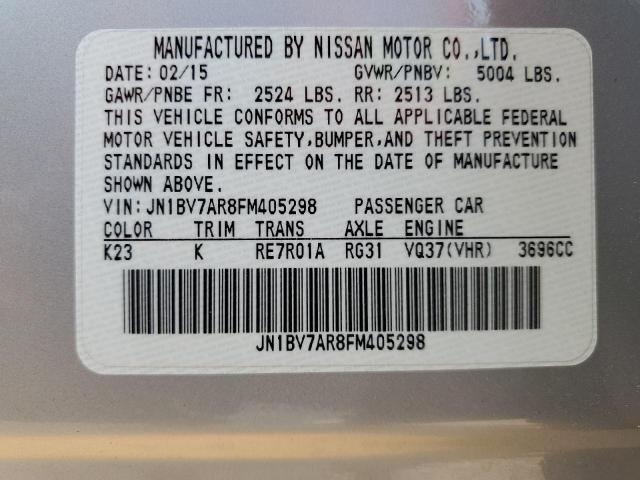 MANUFACTURED BY NISSAN MOTOR CO.,LTD.
DATE: 02/15 GVWR/PNBV: 5004 LBS.
GAWR/PNBE FR: 2524 LBS. RR: 2513 LBS.
THIS VEHICLE CONFORMS TO ALL APPLICABLE FEDERAL
MOTOR VEHICLE SAFETY,BUMPER,AND THEFT PREVENTION
STANDARDS IN EFFECT ON THE DATE OF MANUFACTURE
SHOWN ABOVE.
VIN:JN1BV7AR8FM405298 PASSENGER CAR
COLOR TRIM TRANS AXLE ENGINE
K23 K RE7R01A RG31 VQ37(VHR) 3696CC
JN1BV7AR8FM405298